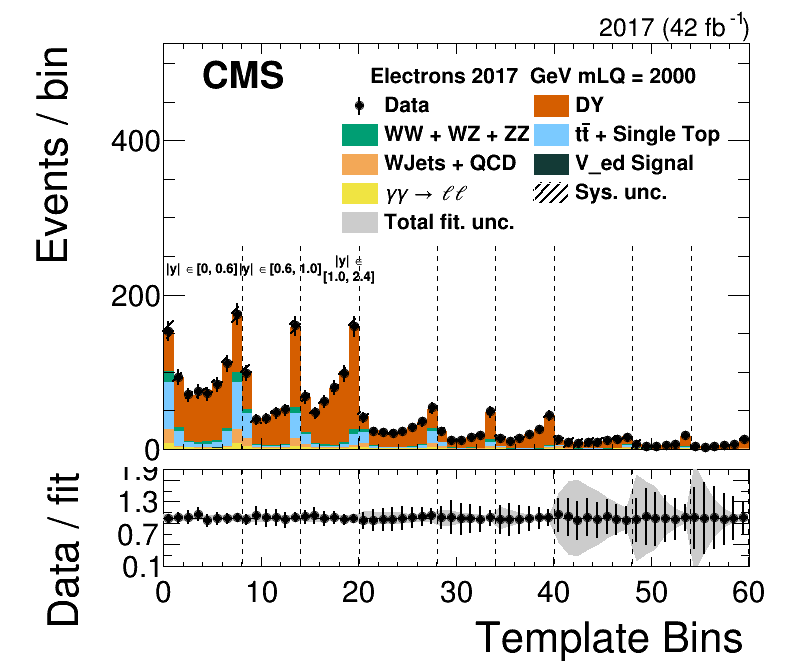 2017 (42 fb⁻¹)
CMS
Electrons 2017 GeV mLQ = 2000
Data
DY
WW + WZ + ZZ
tt̄ + Single Top
WJets + QCD
V_ed Signal
γγ → ℓℓ
Sys. unc.
Total fit. unc.
Events / bin
400
200
0
|y| ∈ [0, 0.6]
|y| ∈ [0.6, 1.0]
|y| ∈
[1.0, 2.4]
Data / fit
1.9
1.3
0.7
0.1
0 10 20 30 40 50 60
Template Bins